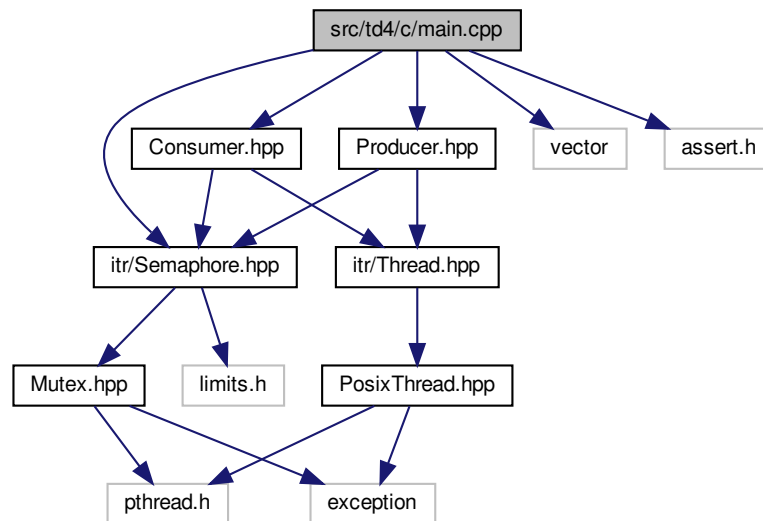 src/td4/c/main.cpp
Consumer.hpp
Producer.hpp
vector
assert.h
itr/Semaphore.hpp
itr/Thread.hpp
Mutex.hpp
limits.h
PosixThread.hpp
pthread.h
exception